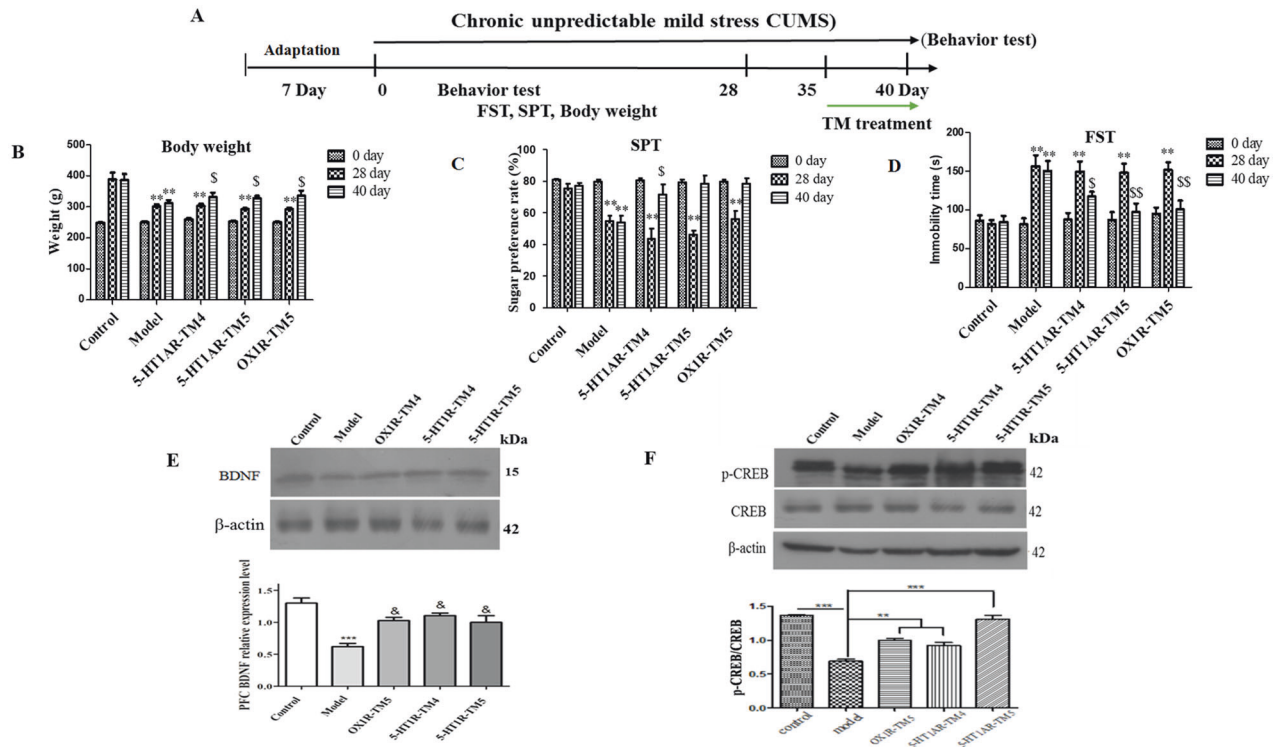 A
Chronic unpredictable mild stress CUMS)
(Behavior test)
Adaptation
7 Day
0
Behavior test
28
35
40 Day
FST, SPT, Body weight
TM treatment
B
Body weight
0 day
28 day
40 day
Weight (g)
500
400
300
200
100
0
** **
** $
** $
** $
Control
Model
5-HT1AR-TM4
5-HT1AR-TM5
OX1R-TM5
C
SPT
0 day
28 day
40 day
Sugar preference rate (%)
100
80
60
40
20
0
** **
** $
**
**
Control
Model
5-HT1AR-TM4
5-HT1AR-TM5
OX1R-TM5
D
FST
0 day
28 day
40 day
Immobility time (s)
200
150
100
50
0
** **
** $
** $$
** $$
Control
Model
5-HT1AR-TM4
5-HT1AR-TM5
OX1R-TM5
E
Control
Model
OX1R-TM4
5-HT1R-TM4
5-HT1R-TM5
kDa
BDNF
15
β-actin
42
PFC BDNF relative expression level
1.5
1.0
0.5
0.0
***
&
&
&
Control
Model
OX1R-TM5
5-HT1R-TM4
5-HT1R-TM5
F
Control
Model
OX1R-TM4
5-HT1R-TM4
5-HT1R-TM5
kDa
p-CREB
42
CREB
42
β-actin
42
p-CREB/CREB
1.5
1.0
0.5
0.0
***
**
***
control
model
OX1R-TM5
5-HT1AR-TM4
5-HT1AR-TM5